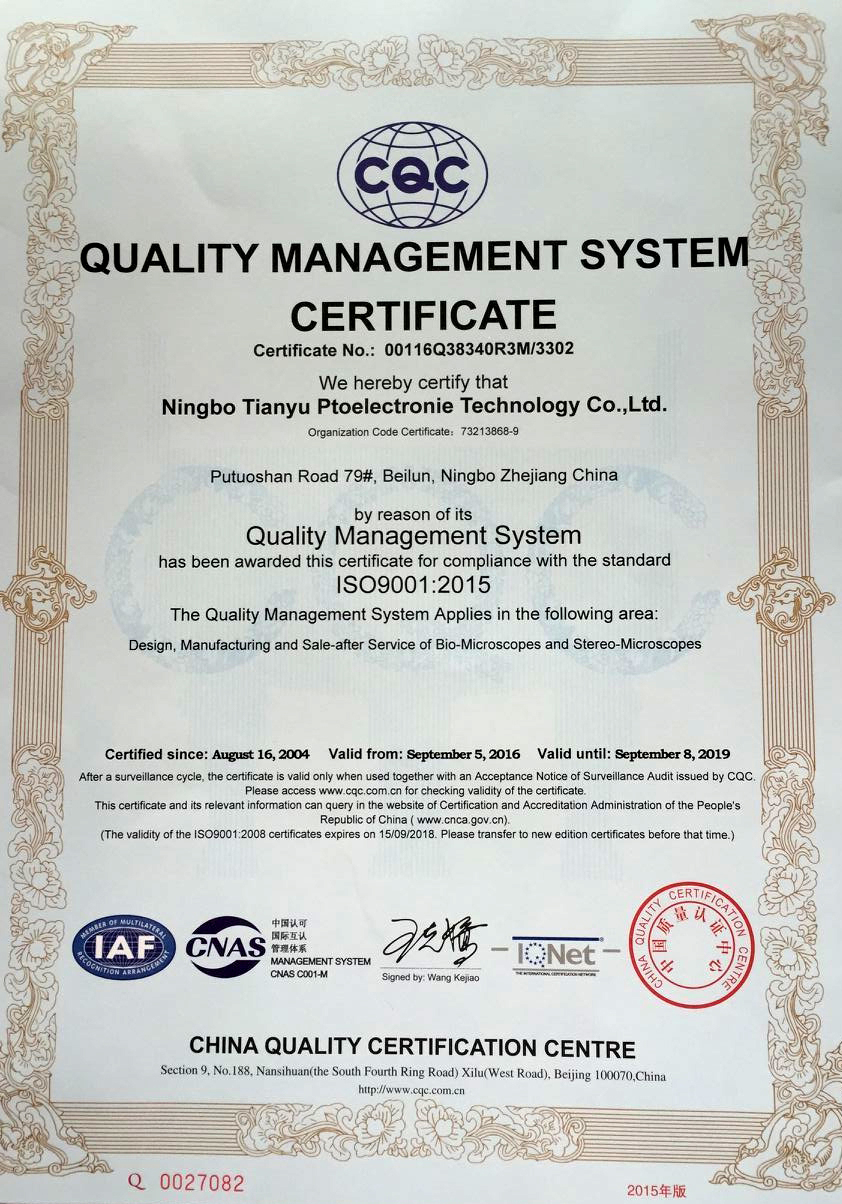 CQC
QUALITY MANAGEMENT SYSTEM
CERTIFICATE
Certificate No.: 00116Q38340R3M/3302
We hereby certify that
Ningbo Tianyu Ptoelectronie Technology Co.,Ltd.
Organization Code Certificate: 73213868-9
Putuoshan Road 79#, Beilun, Ningbo Zhejiang China
by reason of its
Quality Management System
has been awarded this certificate for compliance with the standard
ISO9001:2015
The Quality Management System Applies in the following area:
Design, Manufacturing and Sale-after Service of Bio-Microscopes and Stereo-Microscopes
Certified since: August 16, 2004 Valid from: September 5, 2016 Valid until: September 8, 2019
After a surveillance cycle, the certificate is valid only when used together with an Acceptance Notice of Surveillance Audit issued by CQC.
Please access www.cqc.com.cn for checking validity of the certificate.
This certificate and its relevant information can query in the website of Certification and Accreditation Administration of the People's
Republic of China ( www.cnca.gov.cn).
(The validity of the ISO9001:2008 certificates expires on 15/09/2018. Please transfer to new edition certificates before that time.)
MEMBER OF MULTILATERAL
IAF
RECOGNITION ARRANGEMENT
CNAS
中国认可
国际互认
管理体系
MANAGEMENT SYSTEM
CNAS C001-M
Signed by: Wang Kejiao
IQNet
THE INTERNATIONAL CERTIFICATION NETWORK
CHINA QUALITY CERTIFICATION CENTRE
中国质量认证中心
CHINA QUALITY CERTIFICATION CENTRE
Section 9, No.188, Nansihuan(the South Fourth Ring Road) Xilu(West Road), Beijing 100070,China
http://www.cqc.com.cn
Q 0027082
2015年版